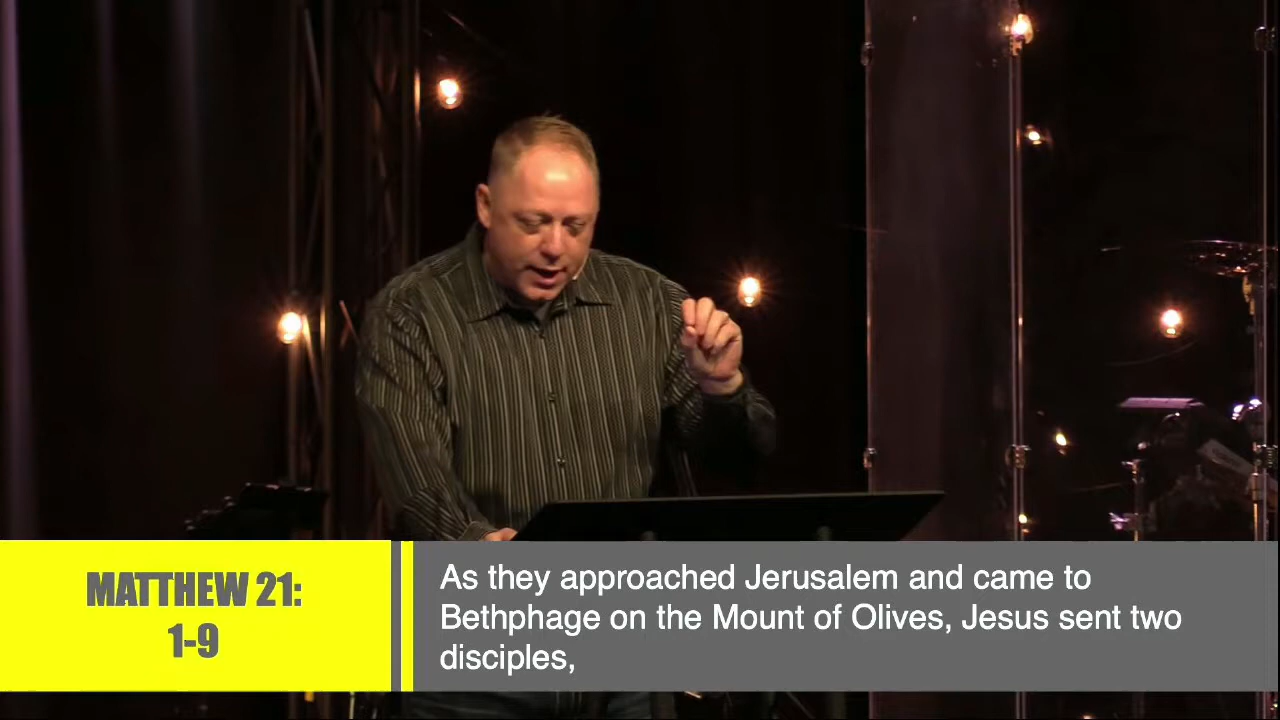 MATTHEW 21:
1-9
As they approached Jerusalem and came to
Bethphage on the Mount of Olives, Jesus sent two
disciples,